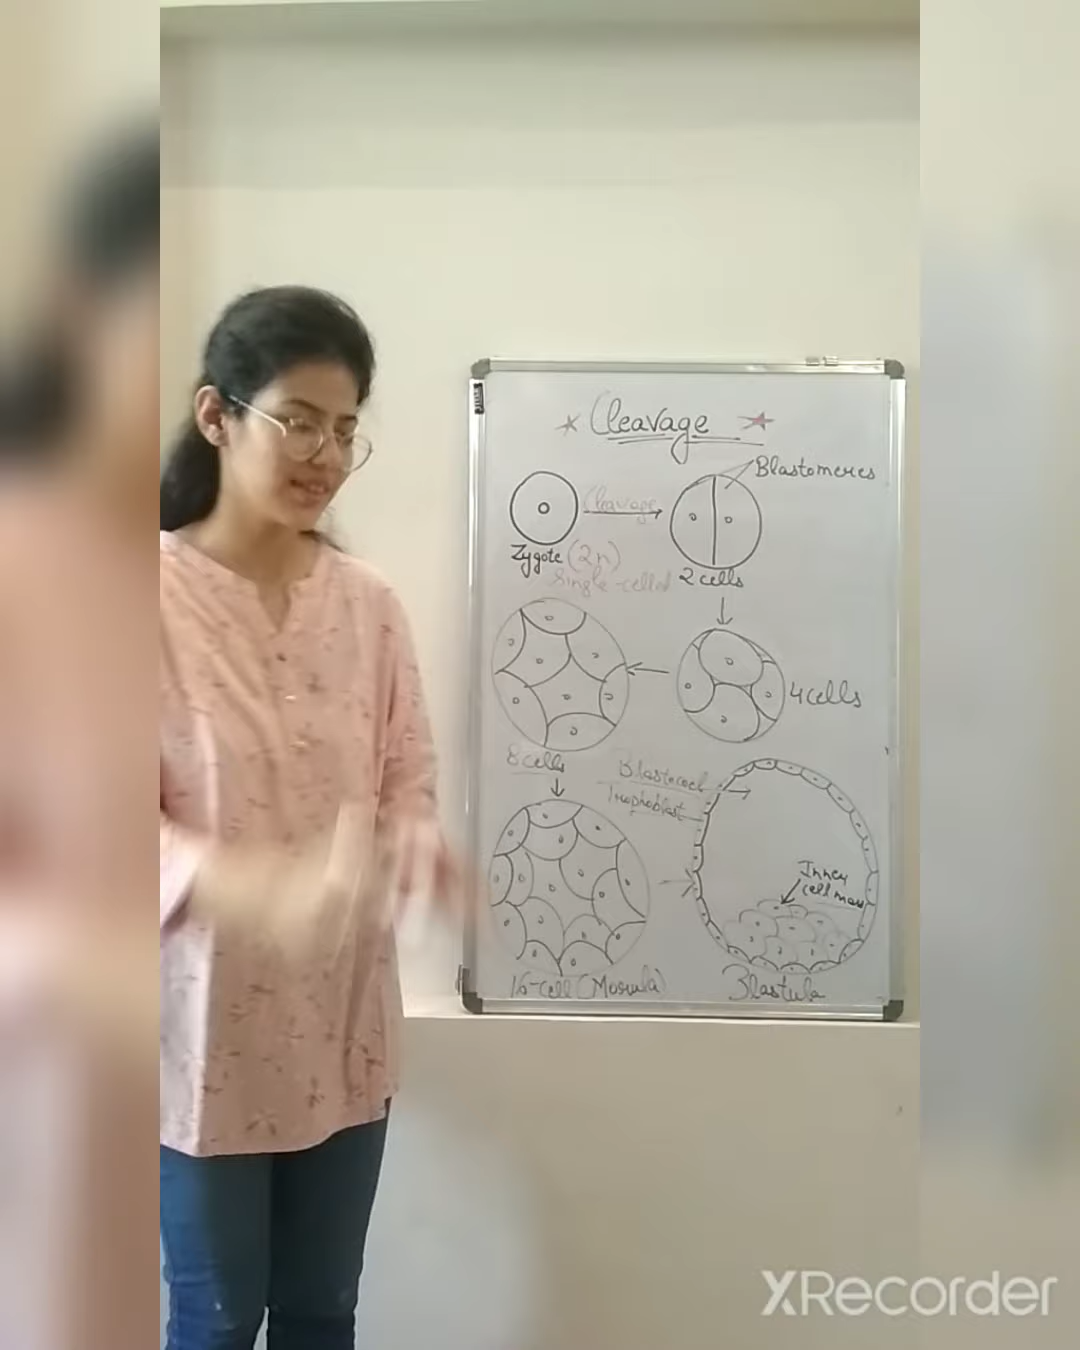 Cleavage
Blastomeres
Cleavage
Zygote (2n)
Single-celled
2 cells
4 cells
8 cells
Blastocoel
Trophoblast
Inner
cell mass
16-cell (Morula)
Blastula
XRecorder